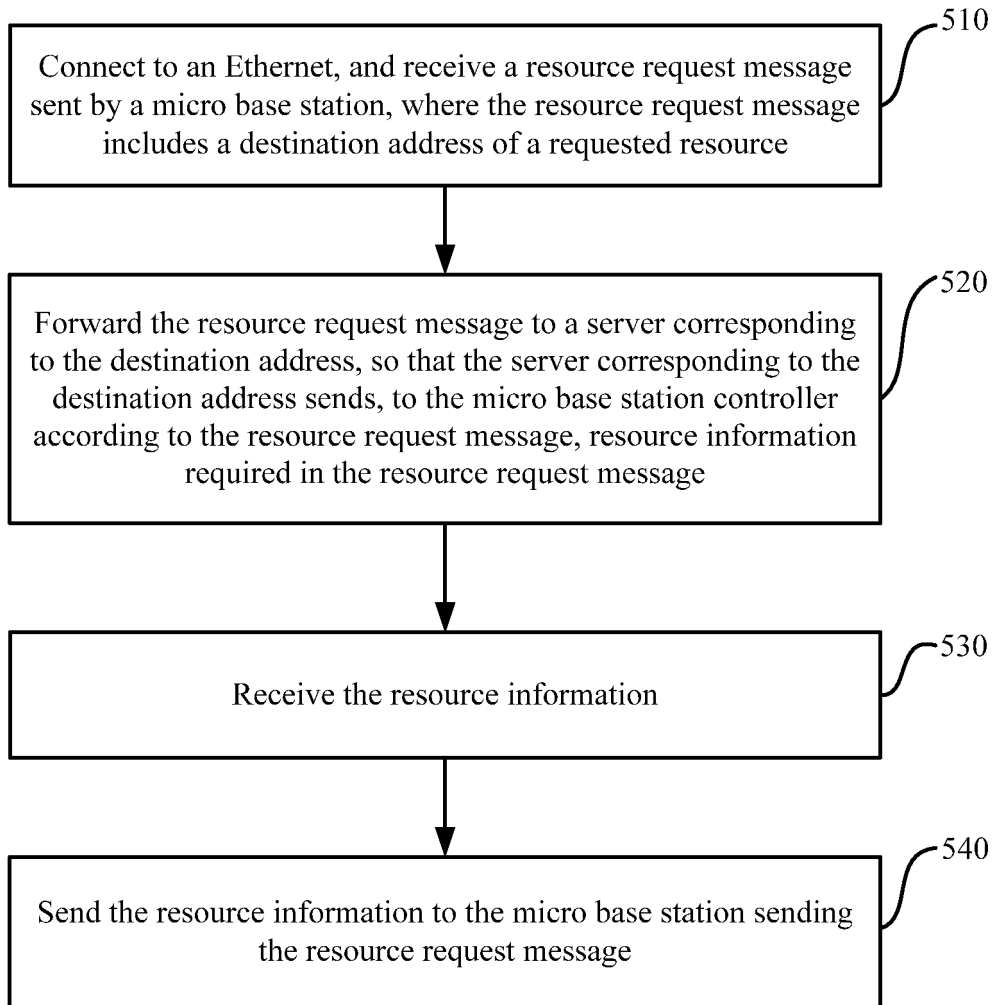 510
Connect to an Ethernet, and receive a resource request message
sent by a micro base station, where the resource request message
includes a destination address of a requested resource
520
Forward the resource request message to a server corresponding
to the destination address, so that the server corresponding to the
destination address sends, to the micro base station controller
according to the resource request message, resource information
required in the resource request message
530
Receive the resource information
540
Send the resource information to the micro base station sending
the resource request message